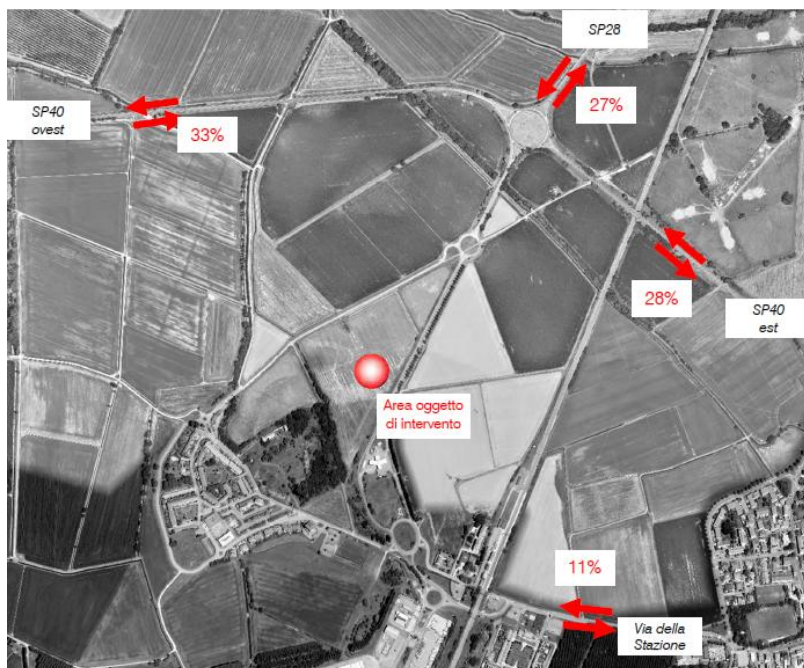 SP28
27%
SP40
ovest
33%
28%
SP40
est
Area oggetto
di intervento
11%
Via della
Stazione